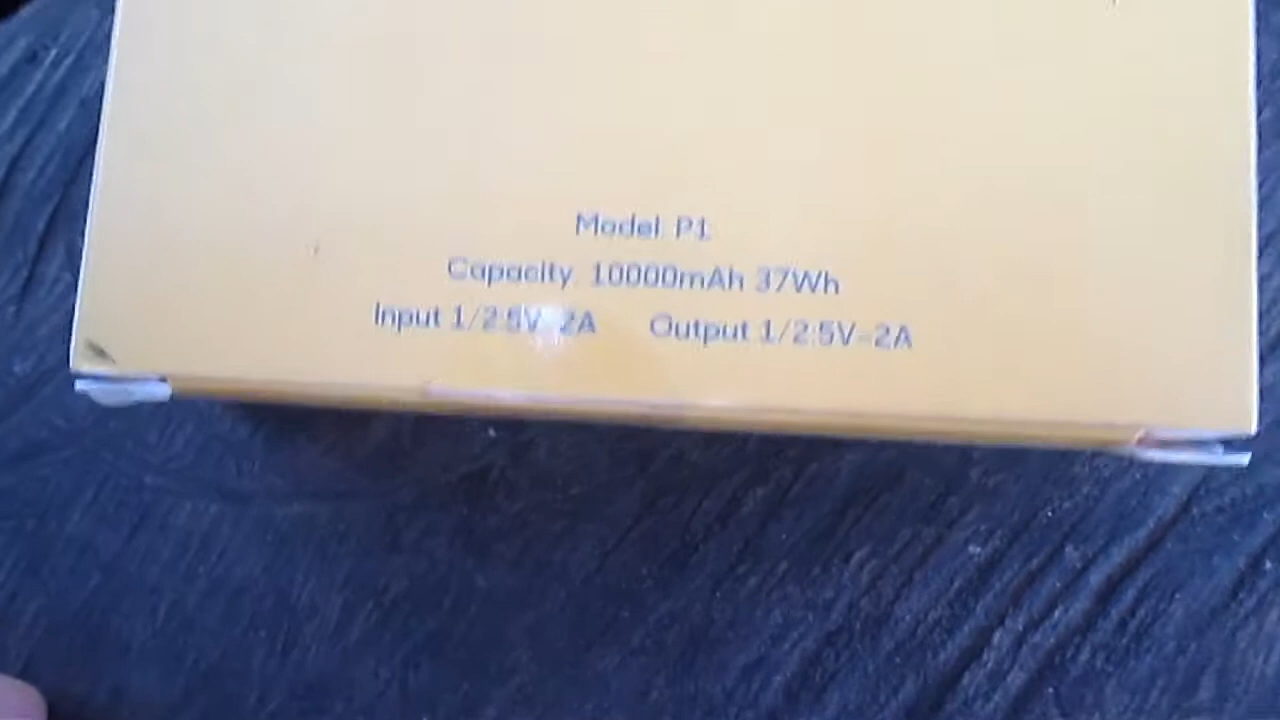 Model P1
Capacity. 10000mAh 37Wh
Input 1/2:5V-2A Output 1/2:5V-2A